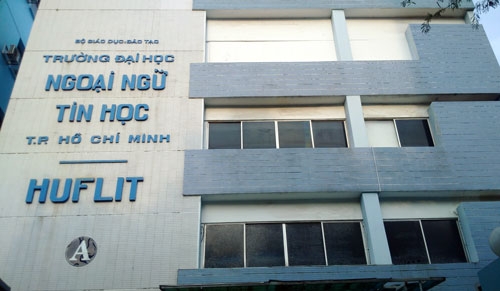 BỘ GIÁO DỤC-ĐÀO TẠO
TRƯỜNG ĐẠI HỌC
NGOẠI NGỮ
TIN HỌC
T.P. HỒ CHÍ MINH
HUFLIT
A